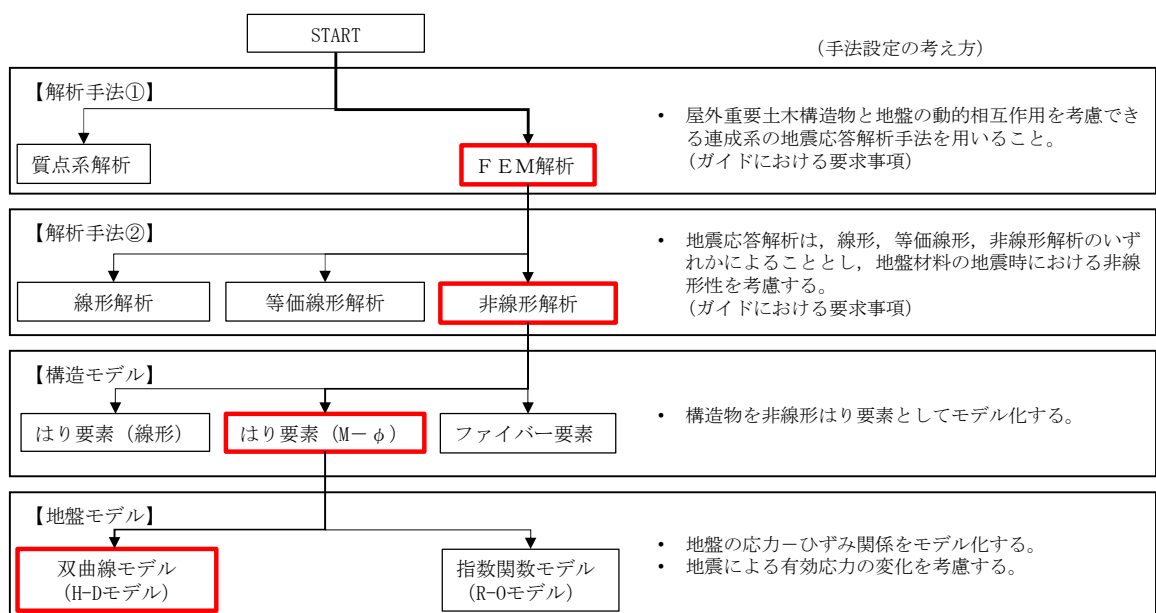 START
(手法設定の考え方)
【解析手法①】
質点系解析
ＦＥＭ解析
• 屋外重要土木構造物と地盤の動的相互作用を考慮でき
る連成系の地震応答解析手法を用いること。
(ガイドにおける要求事項)
【解析手法②】
線形解析
等価線形解析
非線形解析
• 地震応答解析は，線形，等価線形，非線形解析のいず
れかによることとし，地盤材料の地震時における非線
形性を考慮する。
(ガイドにおける要求事項)
【構造モデル】
はり要素（線形）
はり要素（M－φ）
ファイバー要素
• 構造物を非線形はり要素としてモデル化する。
【地盤モデル】
双曲線モデル
(H-Dモデル)
指数関数モデル
(R-Oモデル)
• 地盤の応力－ひずみ関係をモデル化する。
• 地震による有効応力の変化を考慮する。